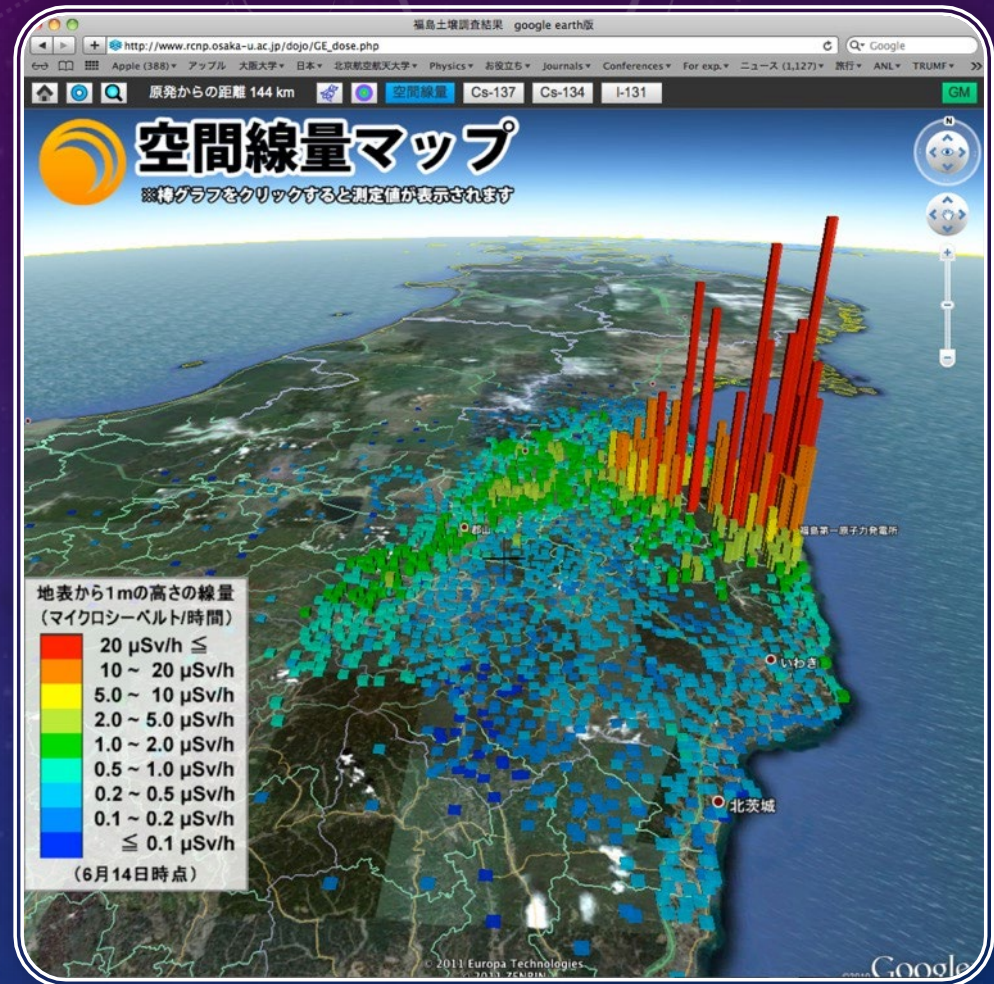 福島土壌調査結果 google earth版
http://www.rcnp.osaka-u.ac.jp/dojo/GE_dose.php
Google
Apple (388) アップル 大阪大学 日本 北京航空航天大学 Physics お役立ち Journals Conferences For exp. ニュース (1,127) 旅行 ANL TRIUMF
原発からの距離 144 km 空間線量 Cs-137 Cs-134 I-131 GM
空間線量マップ
※棒グラフをクリックすると測定値が表示されます
N
郡山
福島第一原子力発電所
地表から1mの高さの線量
(マイクロシーベルト/時間)
20 μSv/h ≦
10 ~ 20 μSv/h
5.0 ~ 10 μSv/h
2.0 ~ 5.0 μSv/h
1.0 ~ 2.0 μSv/h
0.5 ~ 1.0 μSv/h
0.2 ~ 0.5 μSv/h
0.1 ~ 0.2 μSv/h
≦ 0.1 μSv/h
(6月14日時点)
いわき
北茨城
© 2011 Europa Technologies
© 2011 ZENRIN
©2010 Google